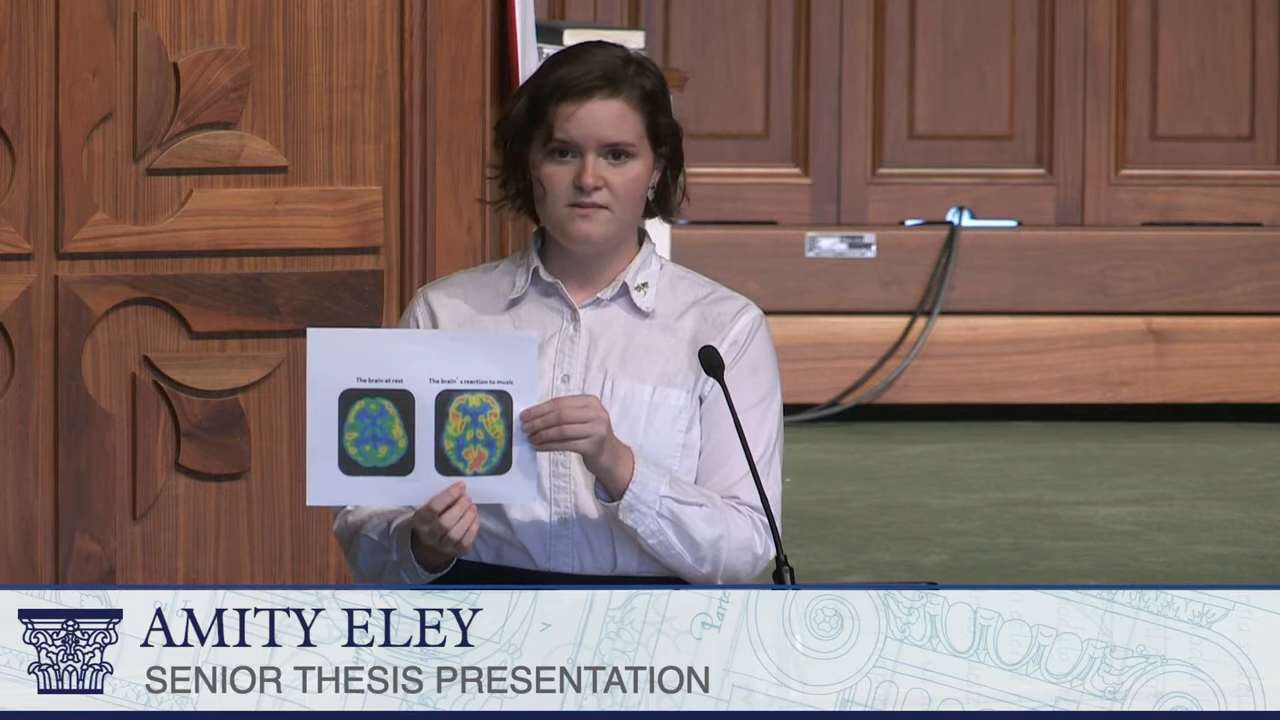 The brain at rest
The brain's reaction to music
AMITY ELEY
SENIOR THESIS PRESENTATION